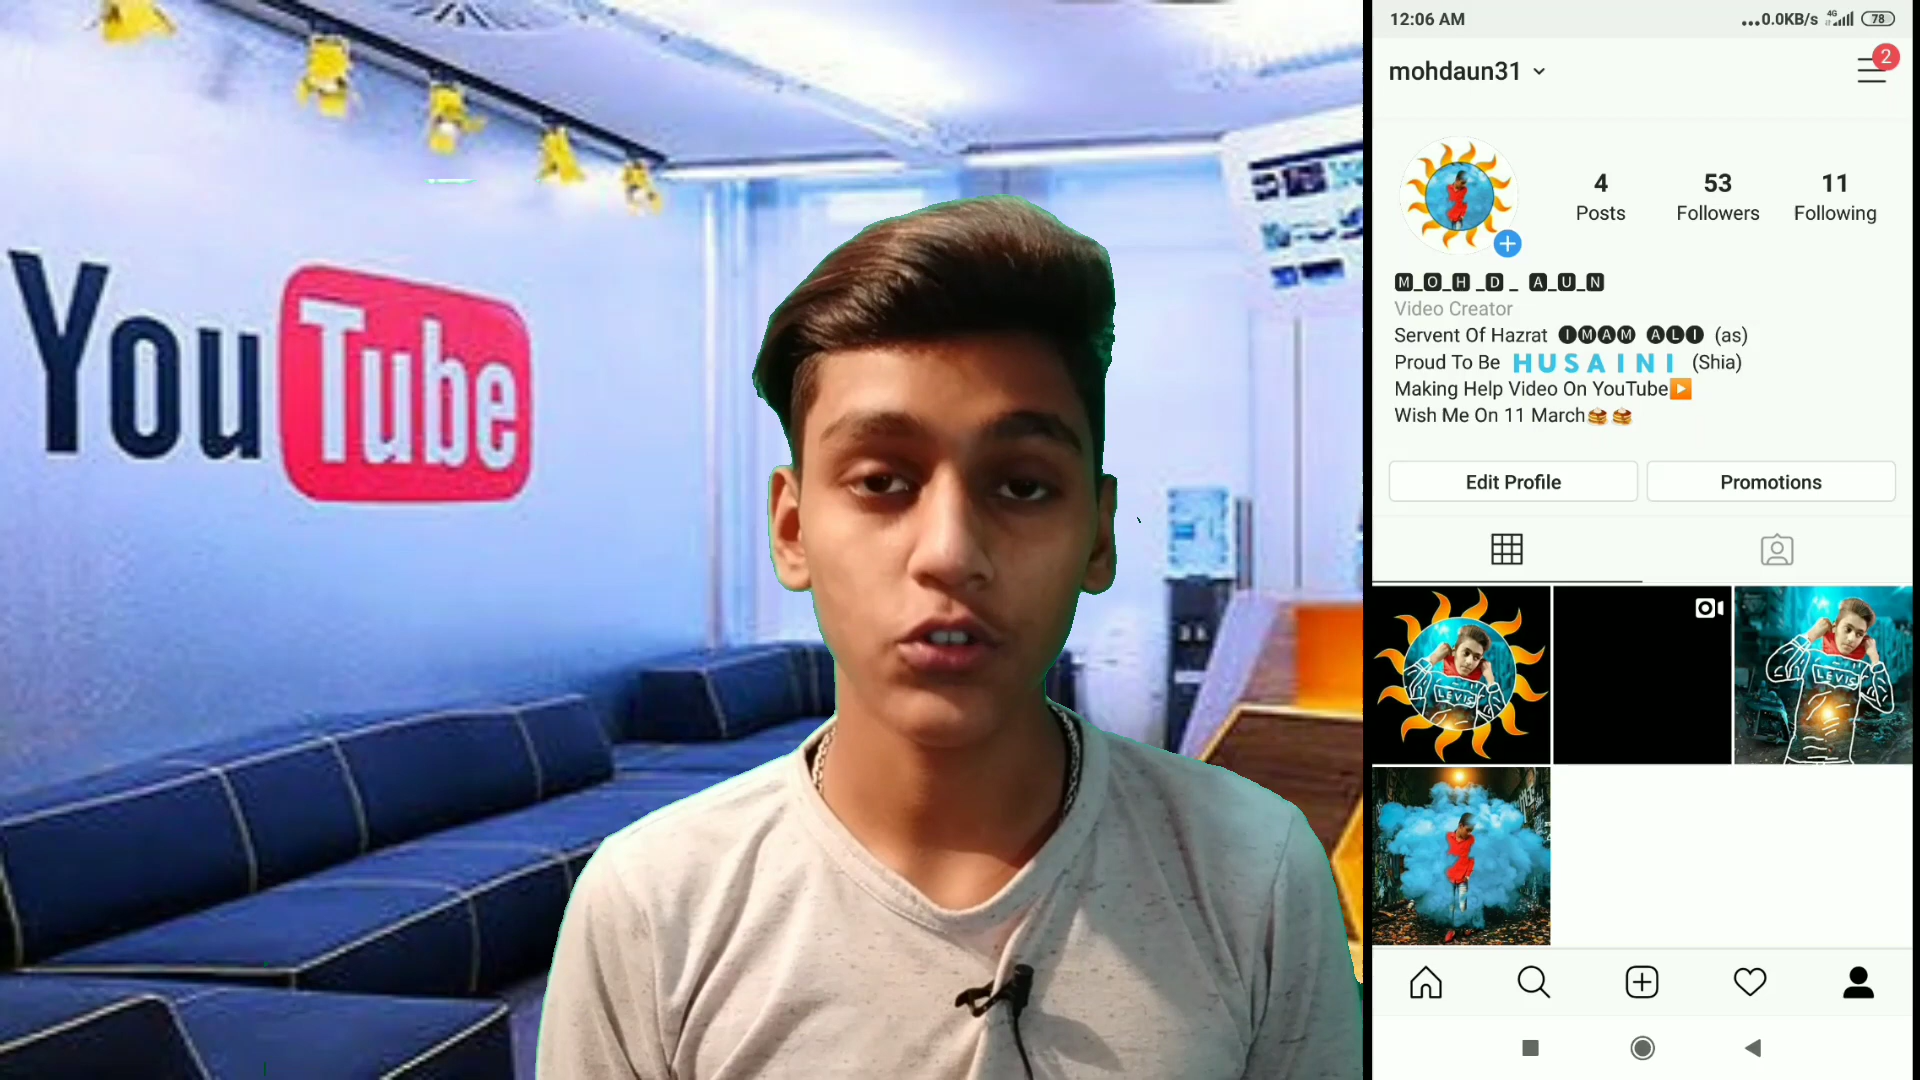 YouTube
12:06 AM
...0.0KB/s 4G 78
mohdaun31
2
4
Posts
53
Followers
11
Following
M_O_H_D_ A_U_N
Video Creator
Servent Of Hazrat IMAM ALI (as)
Proud To Be HUSAINI (Shia)
Making Help Video On YouTube▶️
Wish Me On 11 March🥞🥞
Edit Profile
Promotions
LEVIS
LEVIS